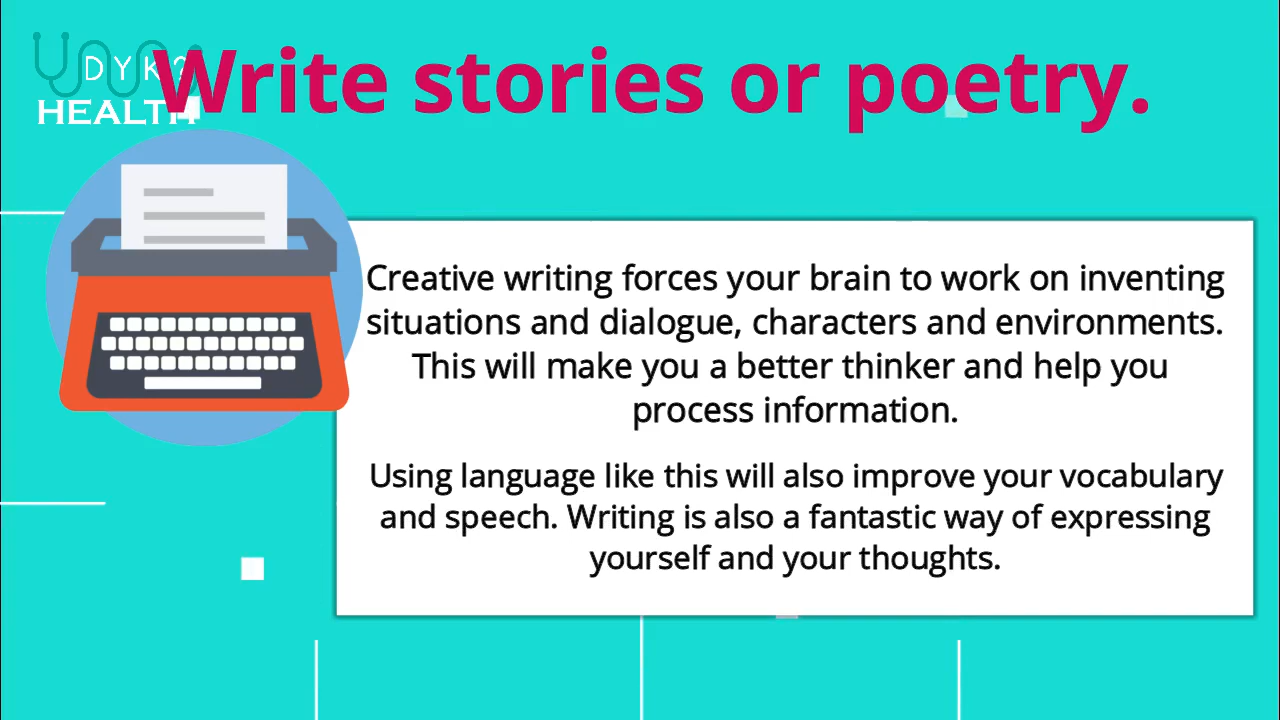 DYK?
HEALTH
Write stories or poetry.
Creative writing forces your brain to work on inventing
situations and dialogue, characters and environments.
This will make you a better thinker and help you
process information.
Using language like this will also improve your vocabulary
and speech. Writing is also a fantastic way of expressing
yourself and your thoughts.